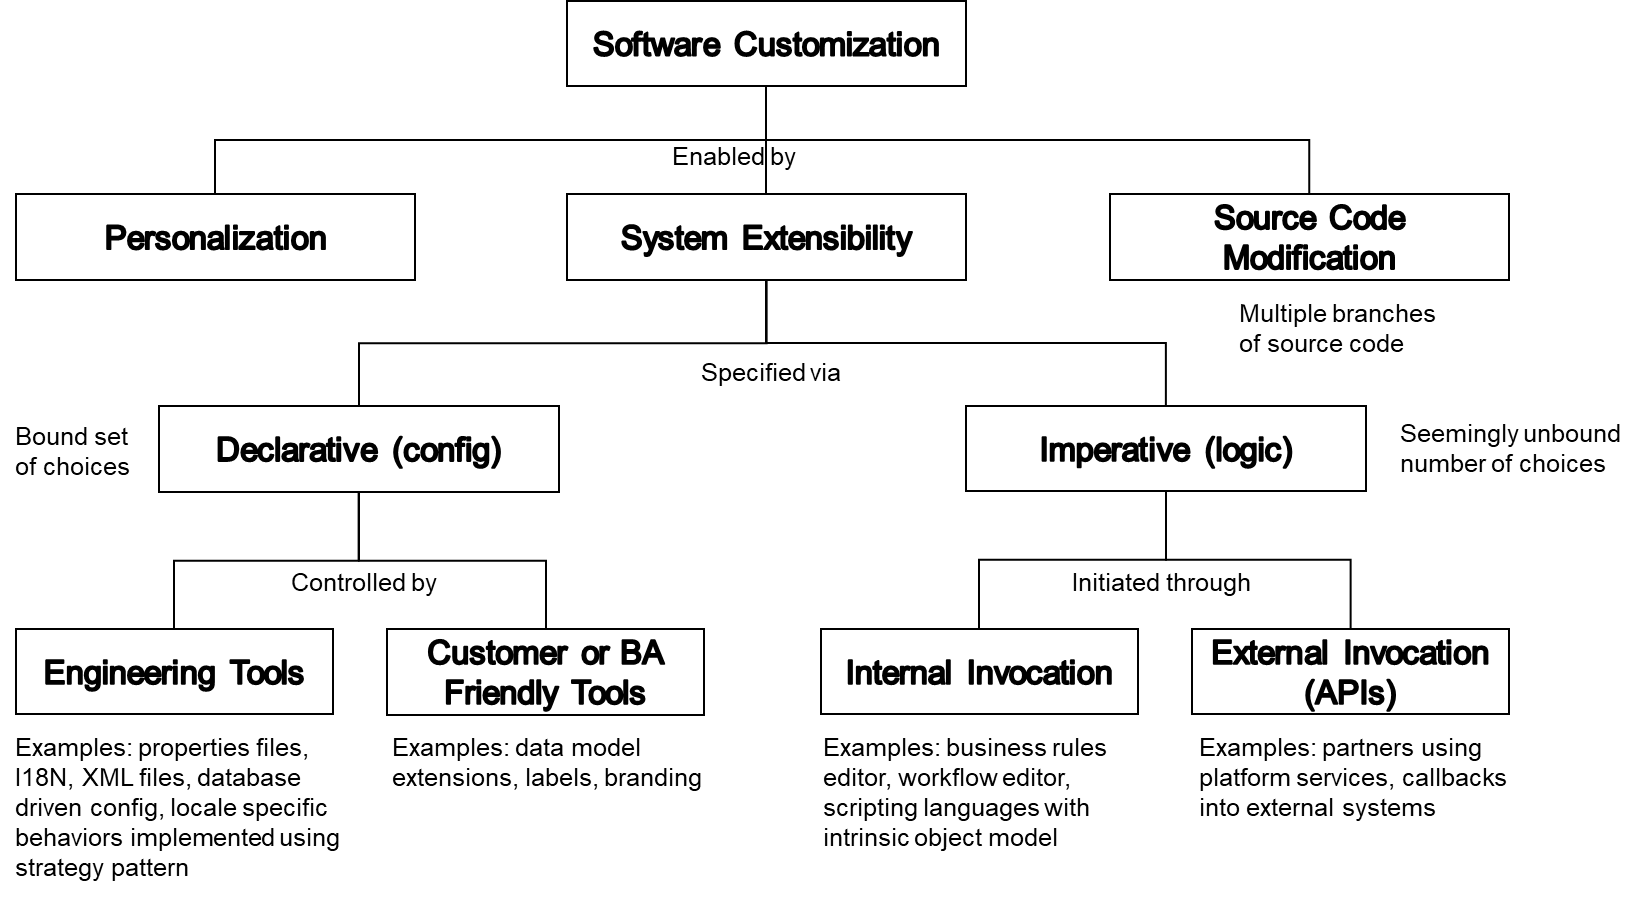 Software Customization
Enabled by
Personalization
System Extensibility
Source Code
Modification
Multiple branches
of source code
Specified via
Bound set
of choices
Declarative (config)
Imperative (logic)
Seemingly unbound
number of choices
Controlled by
Initiated through
Engineering Tools
Customer or BA
Friendly Tools
Internal Invocation
External Invocation
(APIs)
Examples: properties files,
I18N, XML files, database
driven config, locale specific
behaviors implemented using
strategy pattern
Examples: data model
extensions, labels, branding
Examples: business rules
editor, workflow editor,
scripting languages with
intrinsic object model
Examples: partners using
platform services, callbacks
into external systems